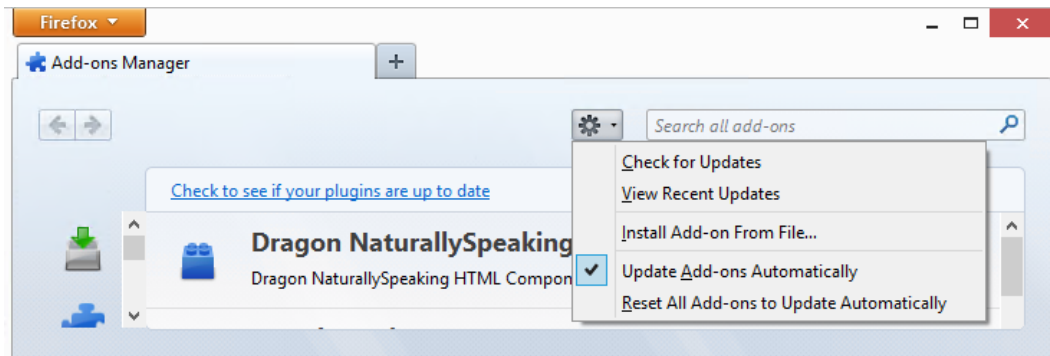 Firefox
Add-ons Manager
Search all add-ons
Check for Updates
View Recent Updates
Install Add-on From File...
Update Add-ons Automatically
Reset All Add-ons to Update Automatically
Check to see if your plugins are up to date
Dragon NaturallySpeaking
Dragon NaturallySpeaking HTML Compon